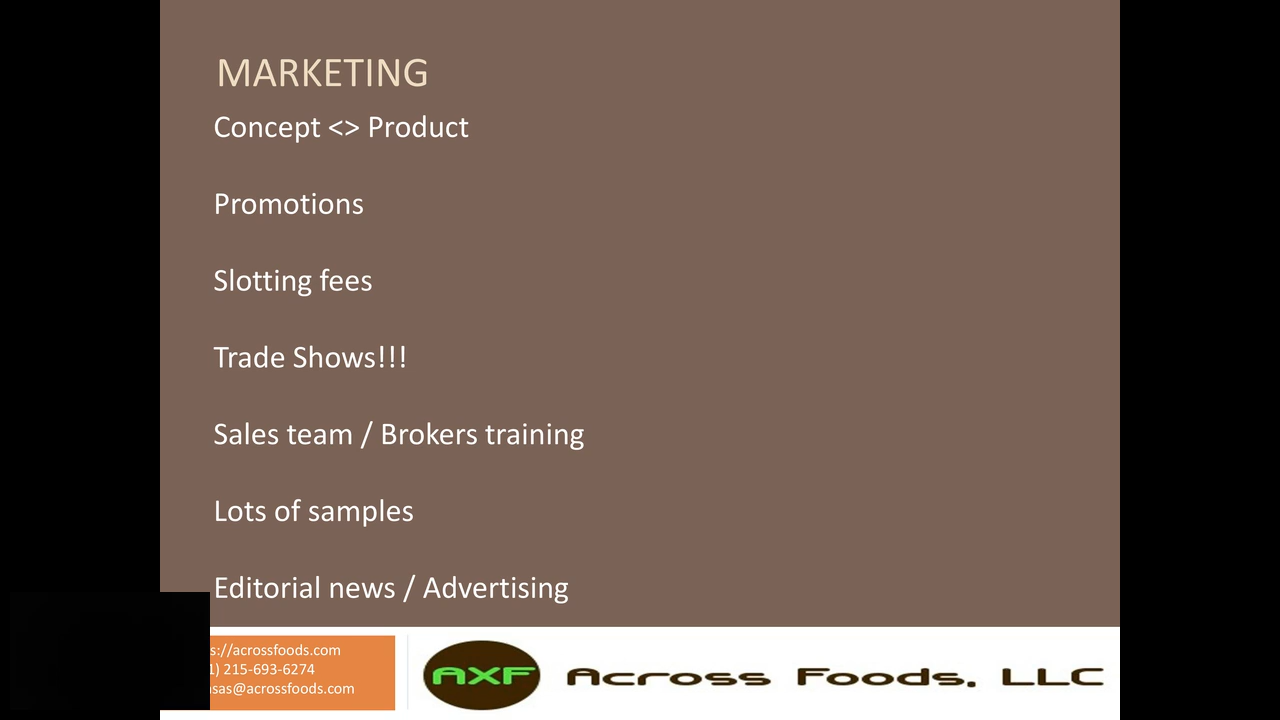 MARKETING
Concept <> Product
Promotions
Slotting fees
Trade Shows!!!
Sales team / Brokers training
Lots of samples
Editorial news / Advertising
s://acrossfoods.com
1) 215-693-6274
sas@acrossfoods.com
AXF Across Foods, LLC